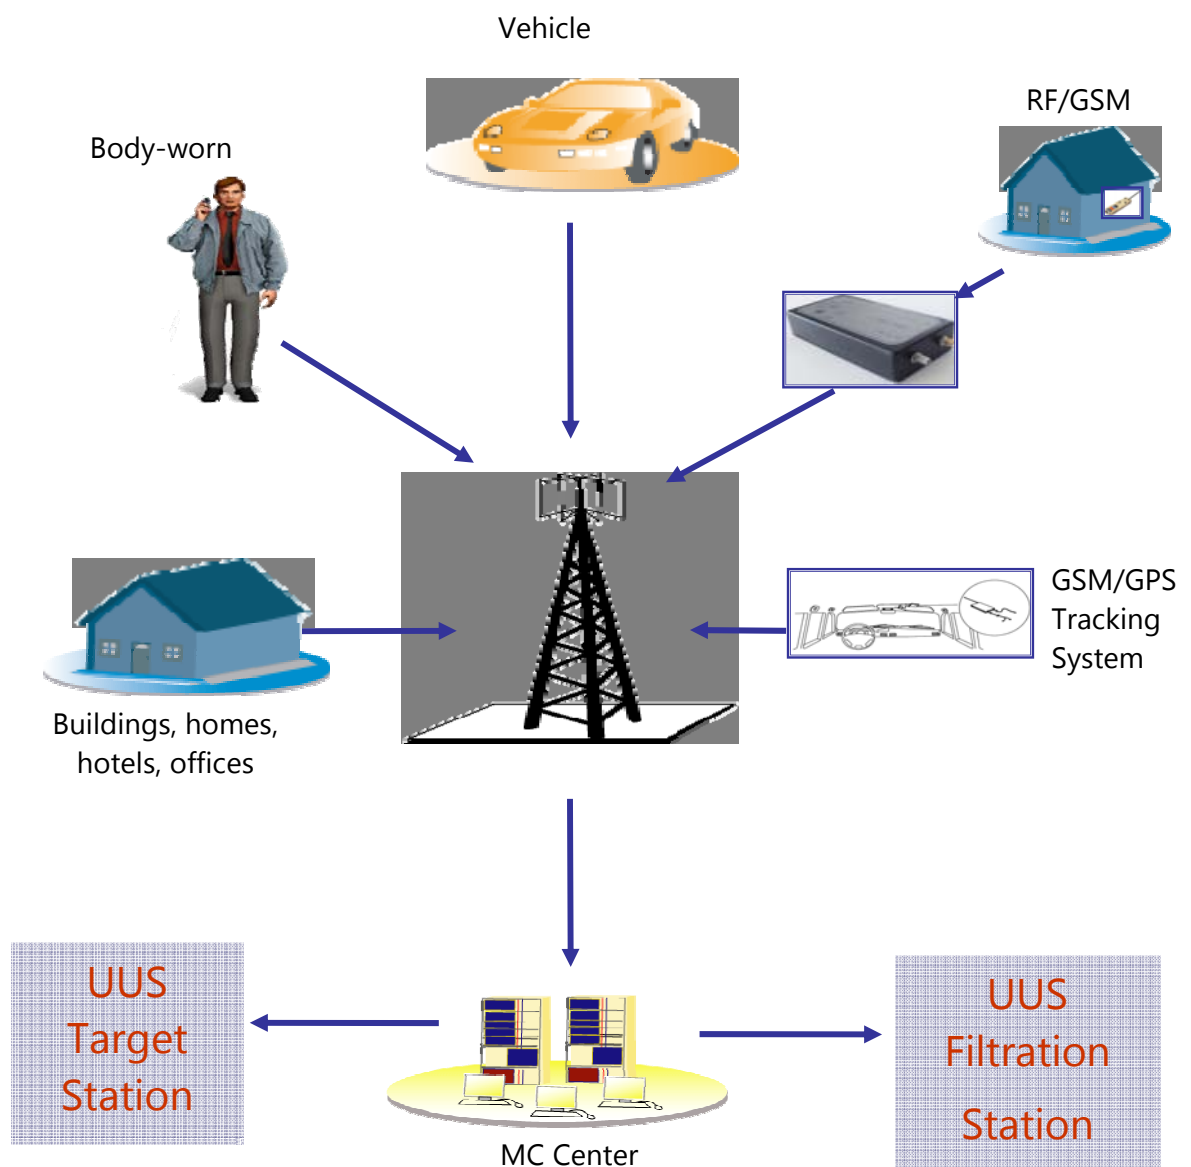 Vehicle
RF/GSM
Body-worn
GSM/GPS
Tracking
System
Buildings, homes,
hotels, offices
UUS
Target
Station
UUS
Filtration
Station
MC Center